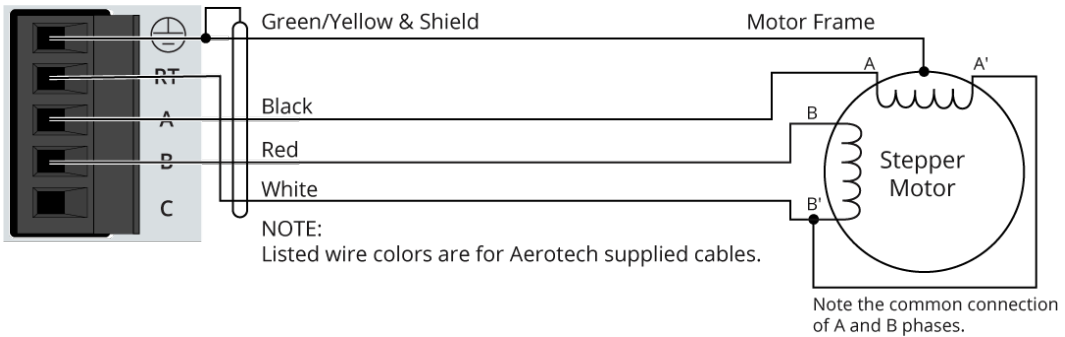 Green/Yellow & Shield
Motor Frame
RT
A
B
C
Black
Red
White
A
A'
B
B'
Stepper
Motor
NOTE:
Listed wire colors are for Aerotech supplied cables.
Note the common connection
of A and B phases.